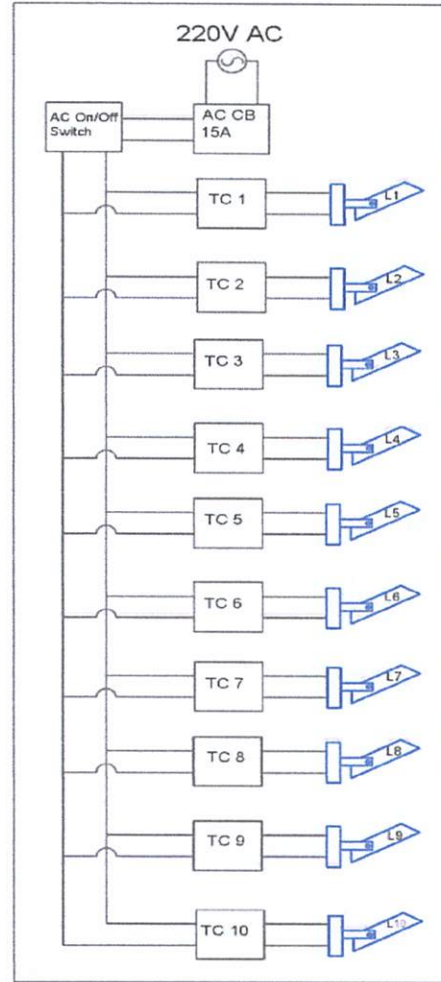 220V AC
AC On/Off
Switch
AC CB
15A
TC 1
L1
TC 2
L2
TC 3
L3
TC 4
L4
TC 5
L5
TC 6
L6
TC 7
L7
TC 8
L8
TC 9
L9
TC 10
L10